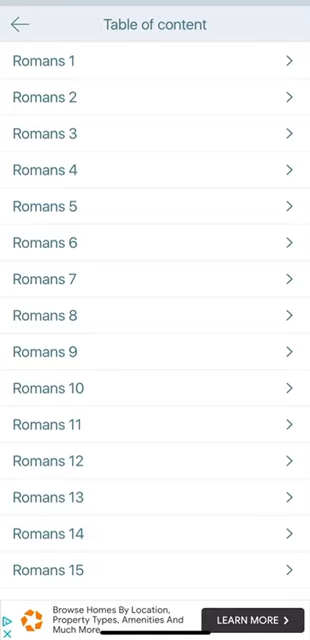 Table of content
Romans 1
Romans 2
Romans 3
Romans 4
Romans 5
Romans 6
Romans 7
Romans 8
Romans 9
Romans 10
Romans 11
Romans 12
Romans 13
Romans 14
Romans 15
Browse Homes By Location,
Property Types, Amenities And
Much More
LEARN MORE